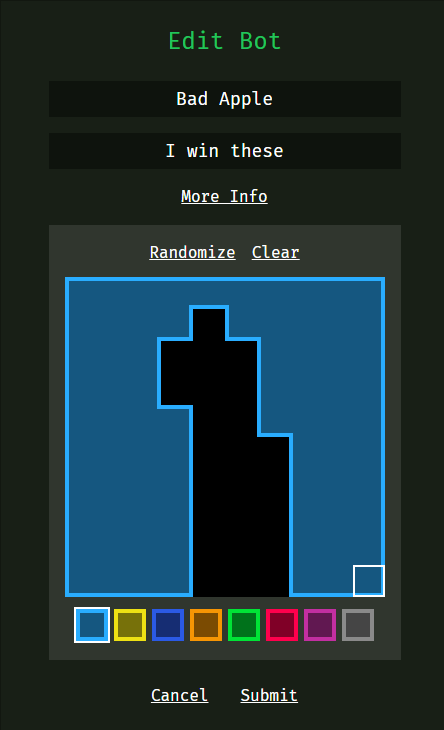 Edit Bot
Bad Apple
I win these
More Info
Randomize Clear
Cancel Submit